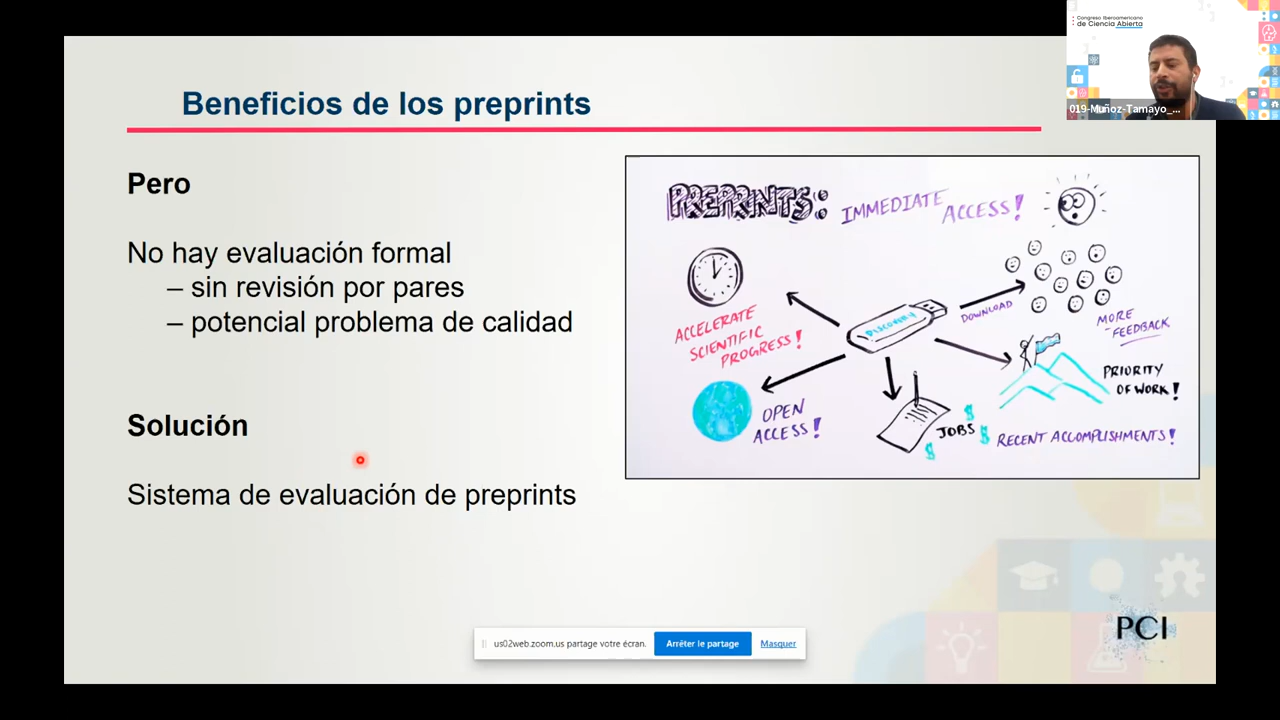 Congreso Iberoamericano
de Ciencia Abierta
019-Muñoz-Tamayo_...
Beneficios de los preprints
Pero
No hay evaluación formal
– sin revisión por pares
– potencial problema de calidad
Solución
Sistema de evaluación de preprints
PREPRINTS:
IMMEDIATE
ACCESS!
ACCELERATE
SCIENTIFIC
PROGRESS!
DISCOVERY
DOWNLOAD
MORE
FEEDBACK
OPEN
ACCESS!
JOBS
PRIORITY
OF WORK!
RECENT ACCOMPLISHMENTS!
PCI
us02web.zoom.us partage votre écran.
Arrêter le partage
Masquer